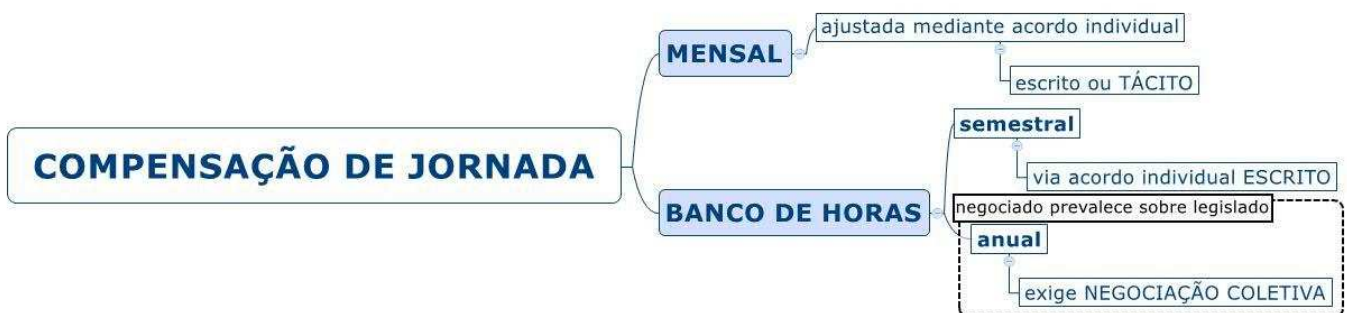 COMPENSAÇÃO DE JORNADA
MENSAL
ajustada mediante acordo individual
escrito ou TÁCITO
BANCO DE HORAS
semestral
via acordo individual ESCRITO
negociado prevalece sobre legislado
anual
exige NEGOCIAÇÃO COLETIVA